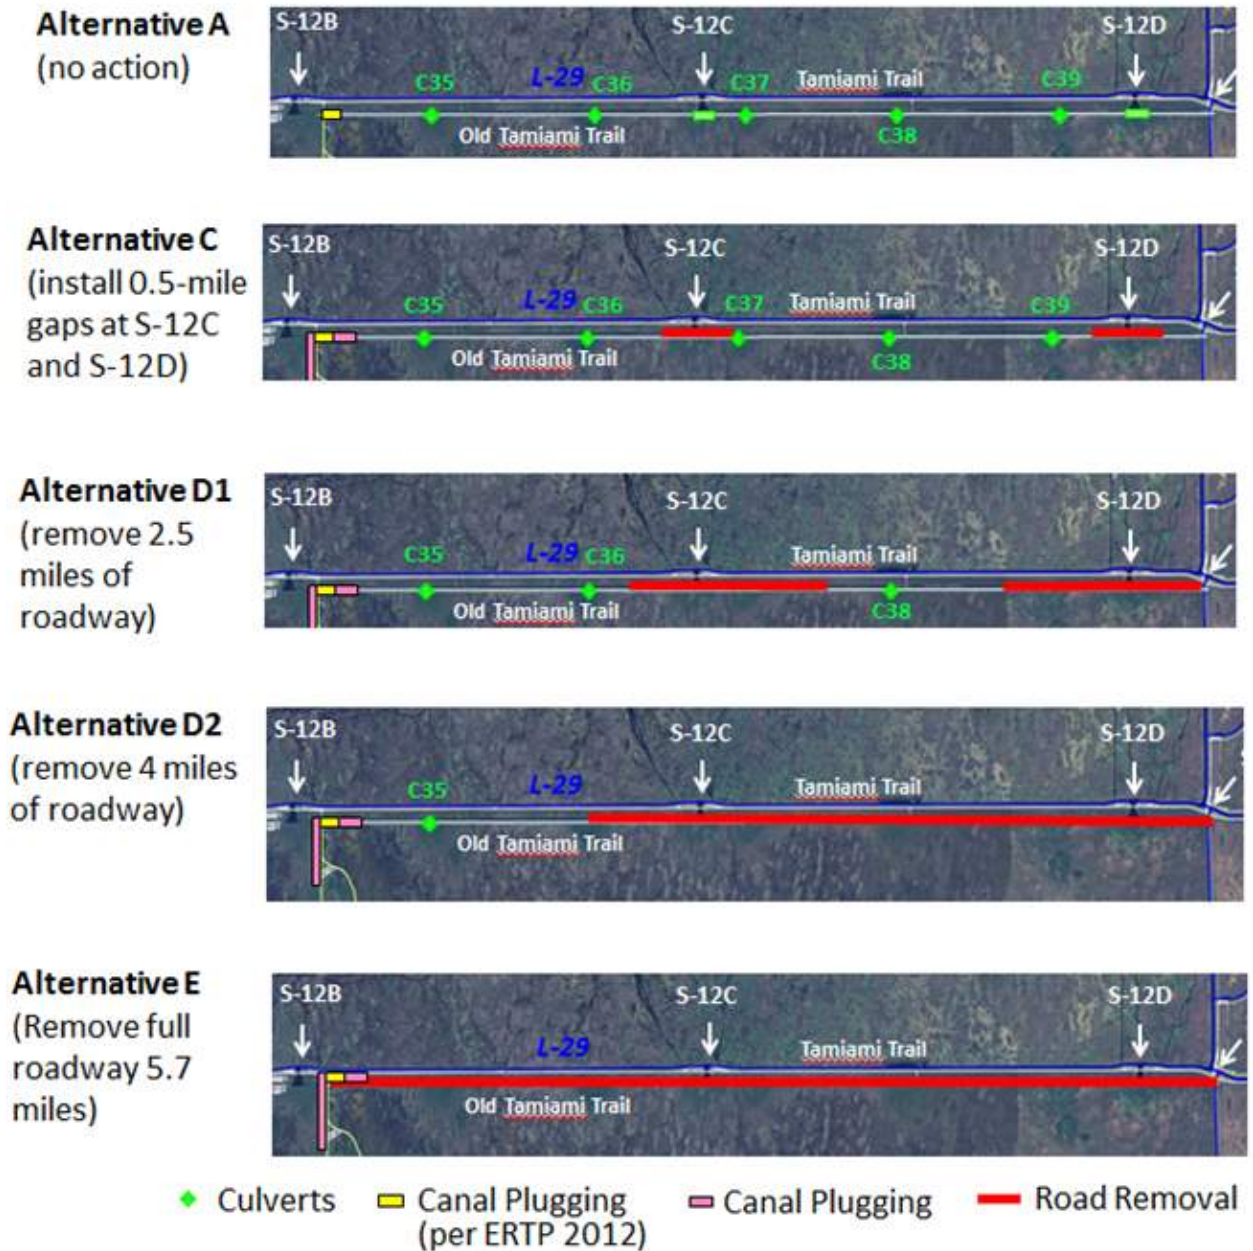 Alternative A
(no action)
S-12B
S-12C
S-12D
C35
L-29
C36
C37
Tamiami Trail
C39
Old Tamiami Trail
C38
Alternative C
(install 0.5-mile
gaps at S-12C
and S-12D)
S-12B
S-12C
S-12D
C35
L-29
C36
C37
Tamiami Trail
C39
Old Tamiami Trail
C38
Alternative D1
(remove 2.5
miles of
roadway)
S-12B
S-12C
S-12D
C35
L-29
C36
Tamiami Trail
Old Tamiami Trail
C38
Alternative D2
(remove 4 miles
of roadway)
S-12B
S-12C
S-12D
C35
L-29
Tamiami Trail
Old Tamiami Trail
Alternative E
(Remove full
roadway 5.7
miles)
S-12B
S-12C
S-12D
L-29
Tamiami Trail
Old Tamiami Trail
Culverts
Canal Plugging
(per ERTP 2012)
Canal Plugging
Road Removal